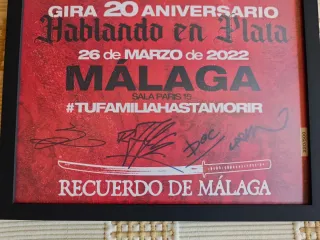 GIRA 20 ANIVERSARIO
Hablando en Plata
26 de MARZO de 2022
MÁLAGA
SALA PARIS 15
#TUFAMILIAHASTAMORIR
DOC
RECUERDO DE MÁLAGA